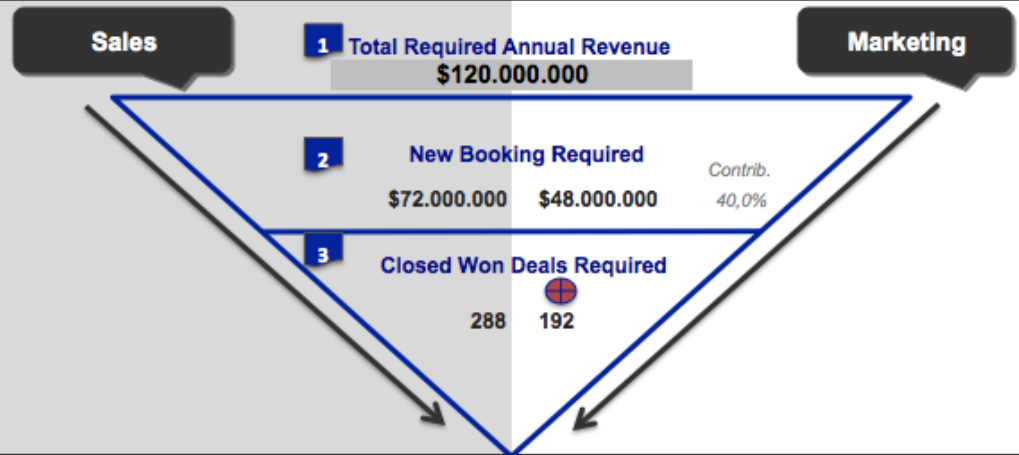 Sales
Marketing
1 Total Required Annual Revenue
$120.000.000
2 New Booking Required
Contrib.
$72.000.000 $48.000.000 40,0%
3 Closed Won Deals Required
288 192